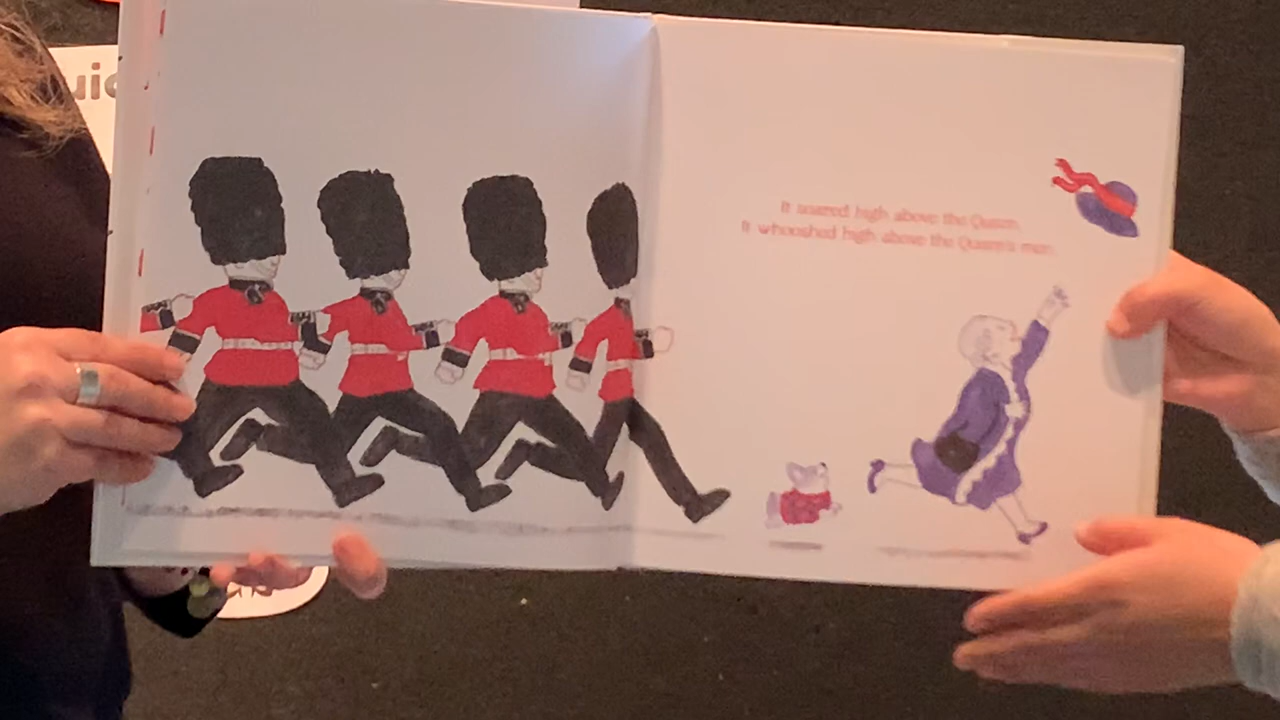 It soared high above the Queen.
It whooshed high above the Queen's men.